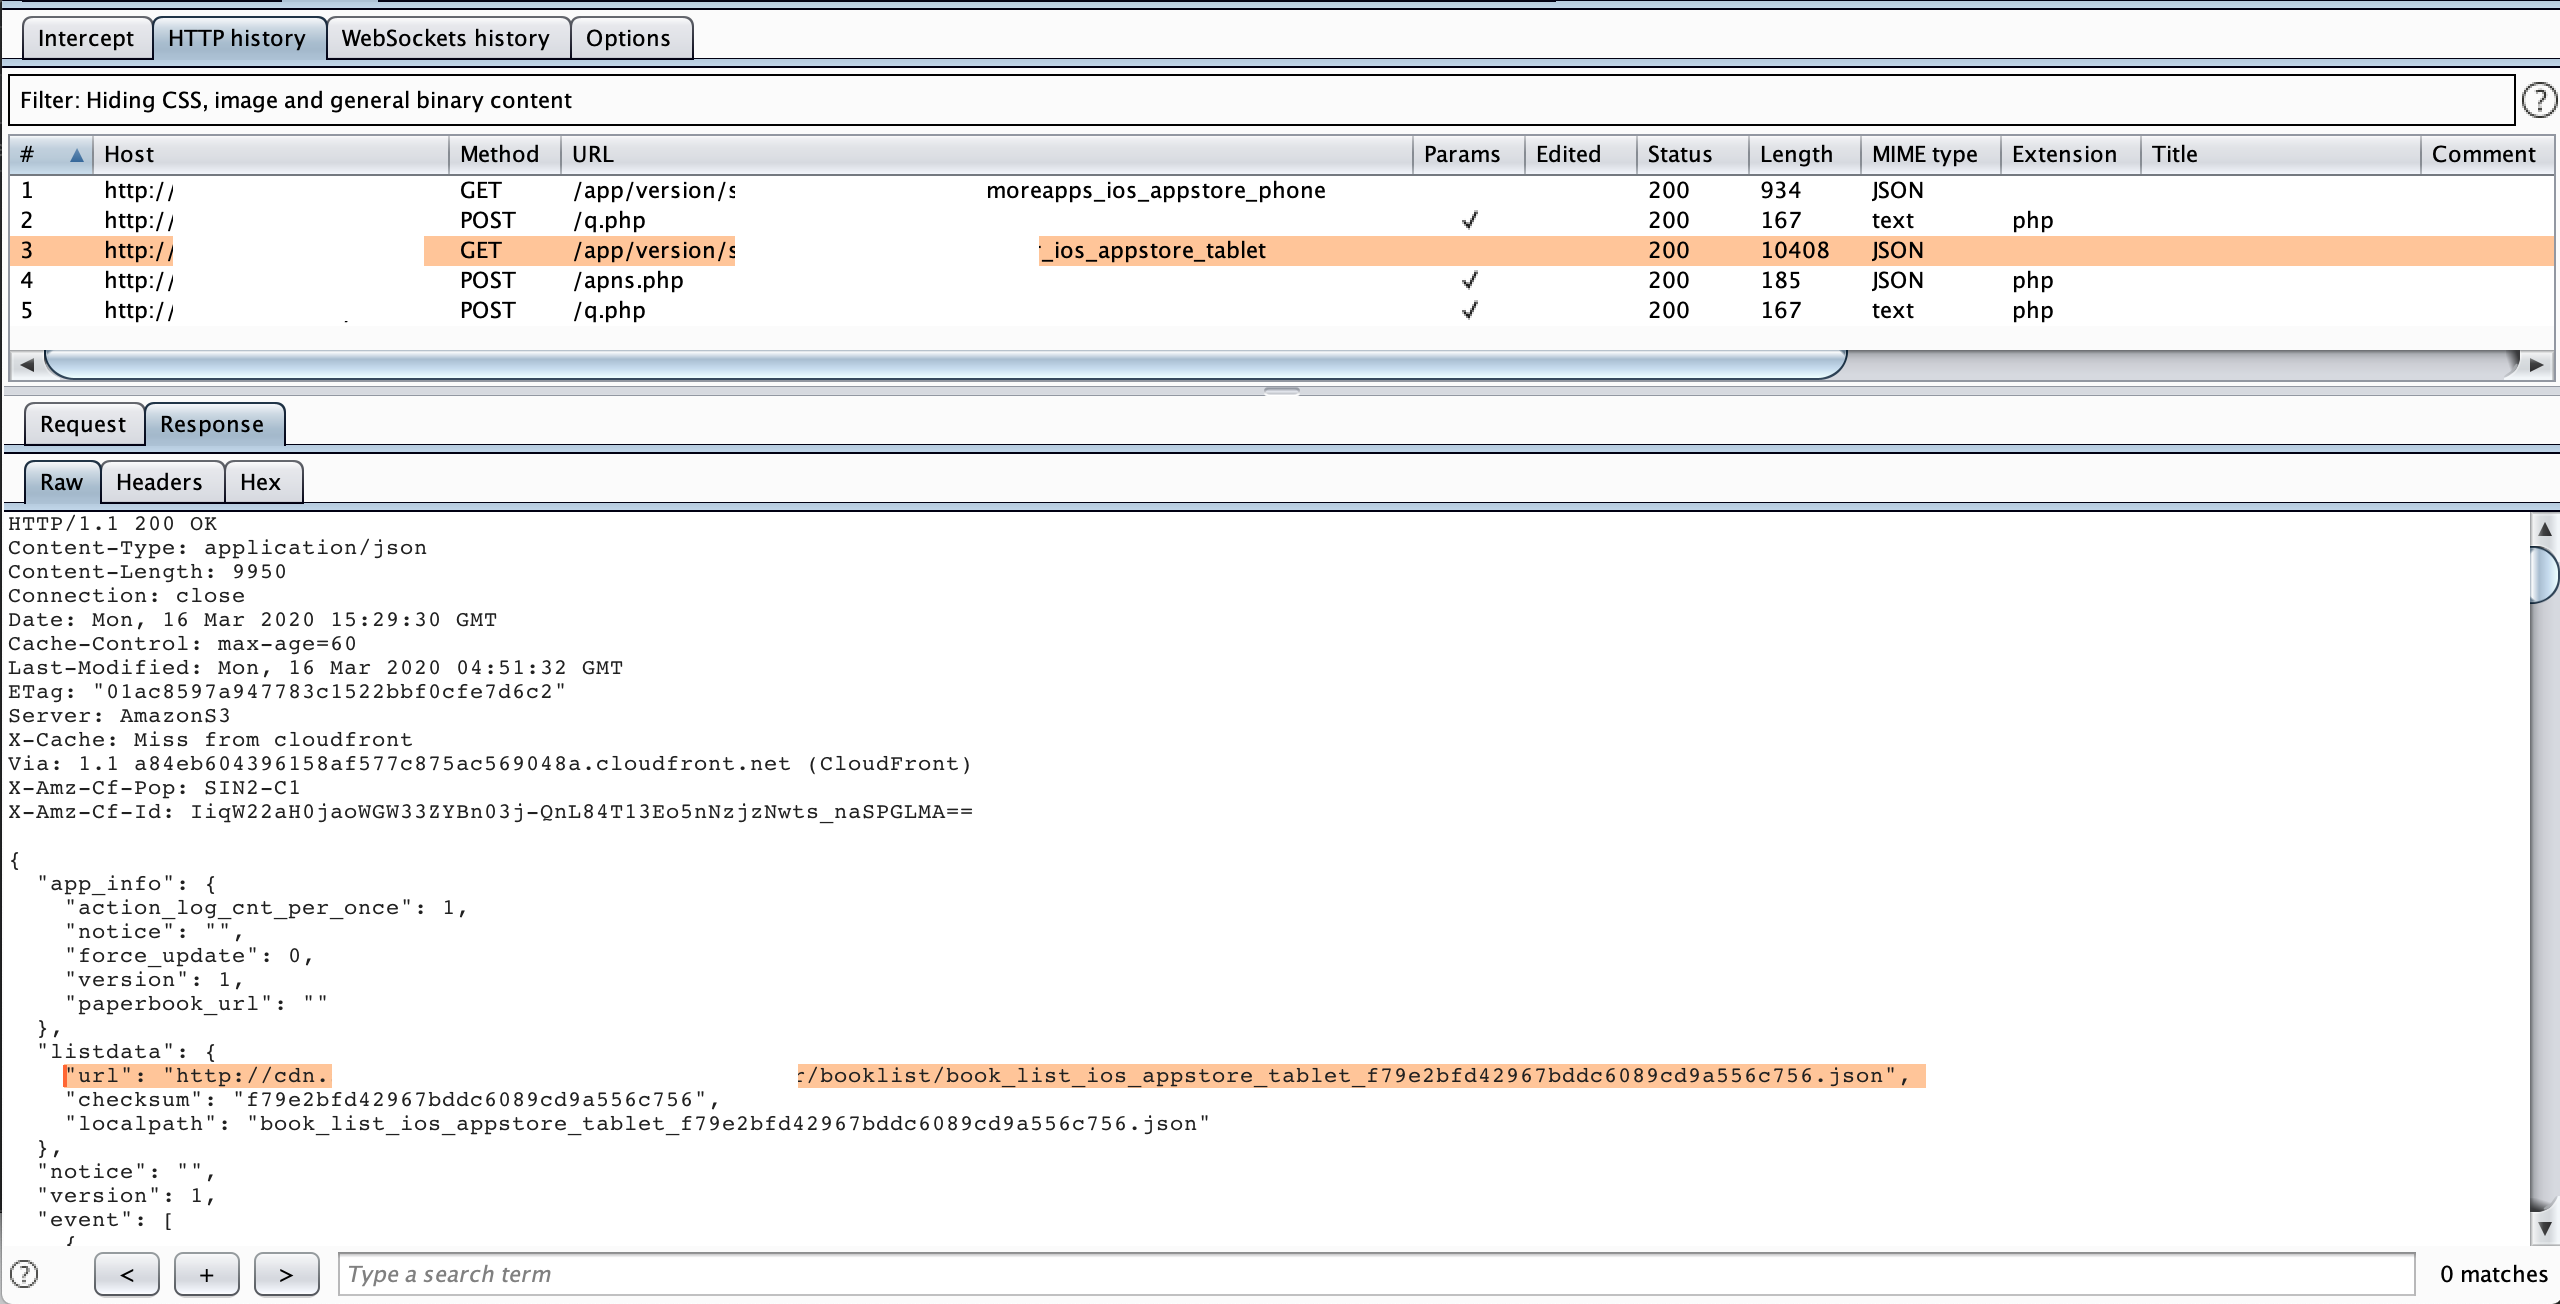 Intercept HTTP history WebSockets history Options
Filter: Hiding CSS, image and general binary content ?
# Host Method URL Params Edited Status Length MIME type Extension Title Comment
1 http:// GET /app/version/s moreapps_ios_appstore_phone 200 934 JSON
2 http:// POST /q.php ✓ 200 167 text php
3 http:// GET /app/version/s _ios_appstore_tablet 200 10408 JSON
4 http:// POST /apns.php ✓ 200 185 JSON php
5 http:// POST /q.php ✓ 200 167 text php
Request Response
Raw Headers Hex
HTTP/1.1 200 OK
Content-Type: application/json
Content-Length: 9950
Connection: close
Date: Mon, 16 Mar 2020 15:29:30 GMT
Cache-Control: max-age=60
Last-Modified: Mon, 16 Mar 2020 04:51:32 GMT
ETag: "01ac8597a947783c1522bbf0cfe7d6c2"
Server: AmazonS3
X-Cache: Miss from cloudfront
Via: 1.1 a84eb604396158af577c875ac569048a.cloudfront.net (CloudFront)
X-Amz-Cf-Pop: SIN2-C1
X-Amz-Cf-Id: IiqW22aH0jaoWGW33ZYBn03j-QnL84T13Eo5nNzjzNwts_naSPGLMA==
{
"app_info": {
"action_log_cnt_per_once": 1,
"notice": "",
"force_update": 0,
"version": 1,
"paperbook_url": ""
},
"listdata": {
"url": "http://cdn. r/booklist/book_list_ios_appstore_tablet_f79e2bfd42967bddc6089cd9a556c756.json",
"checksum": "f79e2bfd42967bddc6089cd9a556c756",
"localpath": "book_list_ios_appstore_tablet_f79e2bfd42967bddc6089cd9a556c756.json"
},
"notice": "",
"version": 1,
"event": [
{
? < + > Type a search term 0 matches